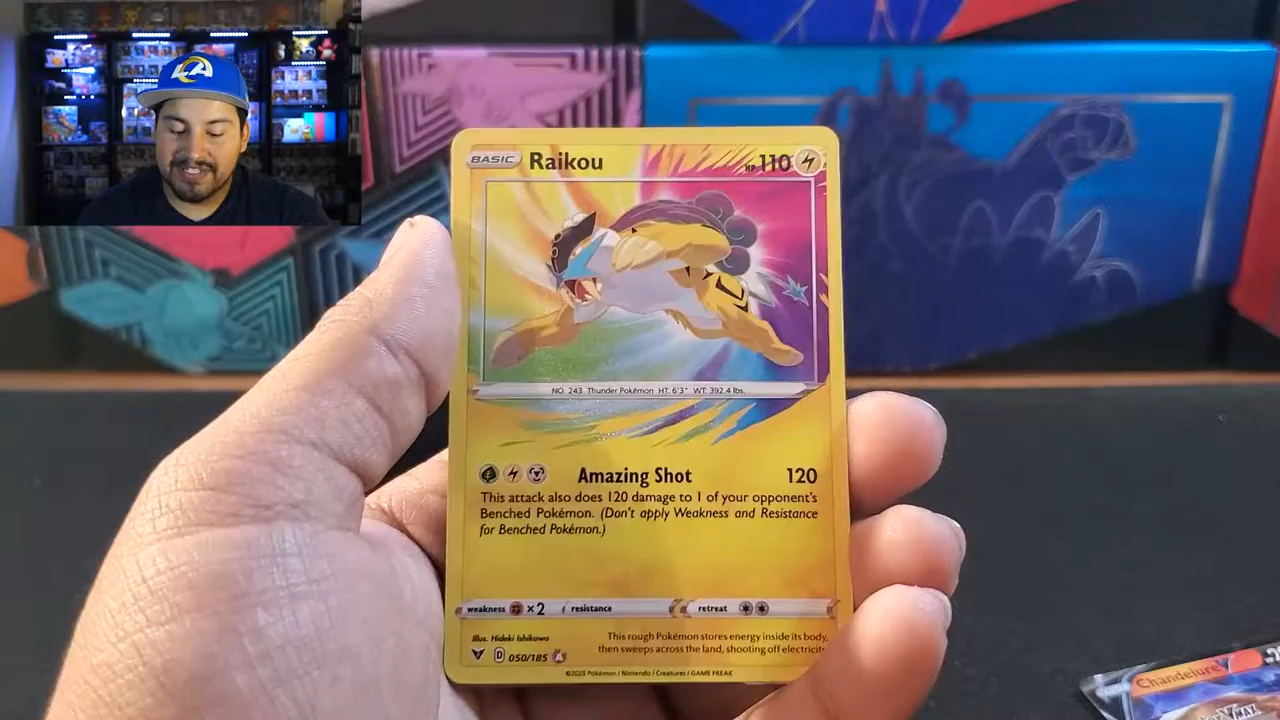 LA
BASIC Raikou HP 110
NO. 243 Thunder Pokémon HT: 6'3" WT: 392.4 lbs.
Amazing Shot 120
This attack also does 120 damage to 1 of your opponent's
Benched Pokémon. (Don't apply Weakness and Resistance
for Benched Pokémon.)
weakness ×2 resistance retreat
Illus. Hideki Ishikawa
This rough Pokémon stores energy inside its body,
then sweeps across the land, shooting off electricity.
D 050/185
©2020 Pokémon / Nintendo / Creatures / GAME FREAK
Chandelure
VMAX